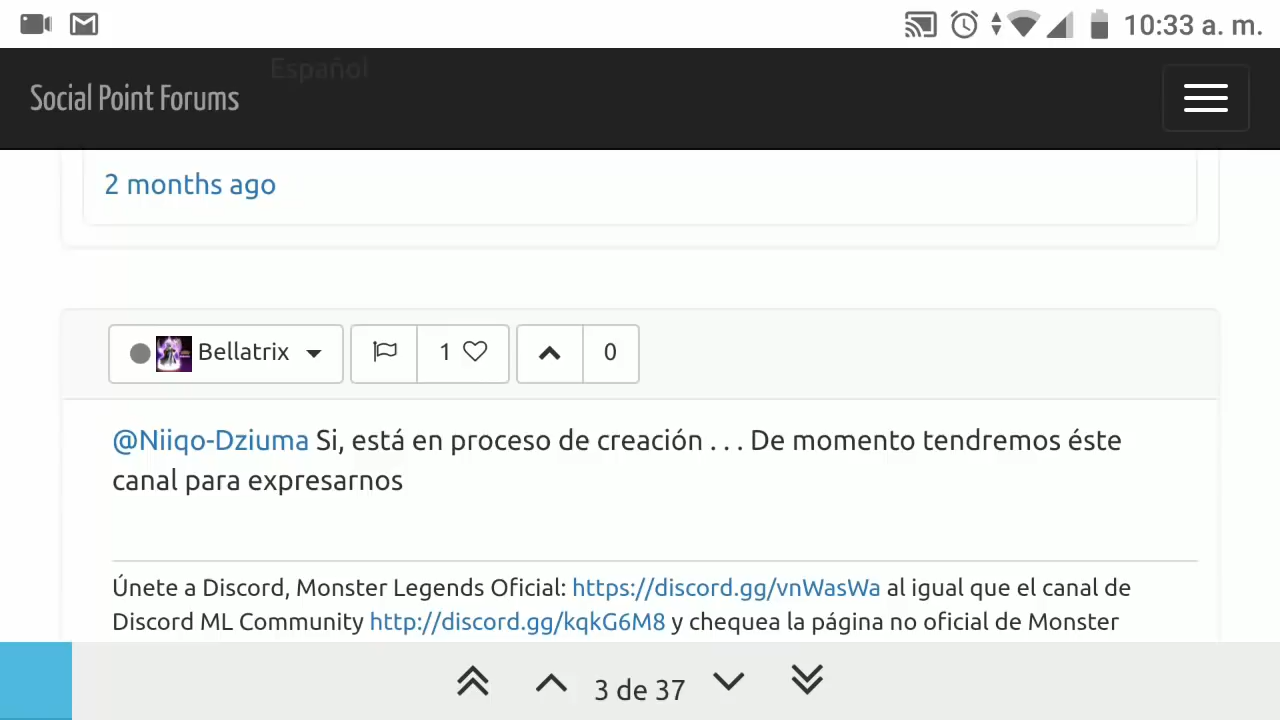 10:33 a. m.
Español
Social Point Forums
2 months ago
Bellatrix
1
0
@Niiqo-Dziuma Si, está en proceso de creación . . . De momento tendremos éste
canal para expresarnos
Únete a Discord, Monster Legends Oficial: https://discord.gg/vnWasWa al igual que el canal de
Discord ML Community http://discord.gg/kqkG6M8 y chequea la página no oficial de Monster
3 de 37